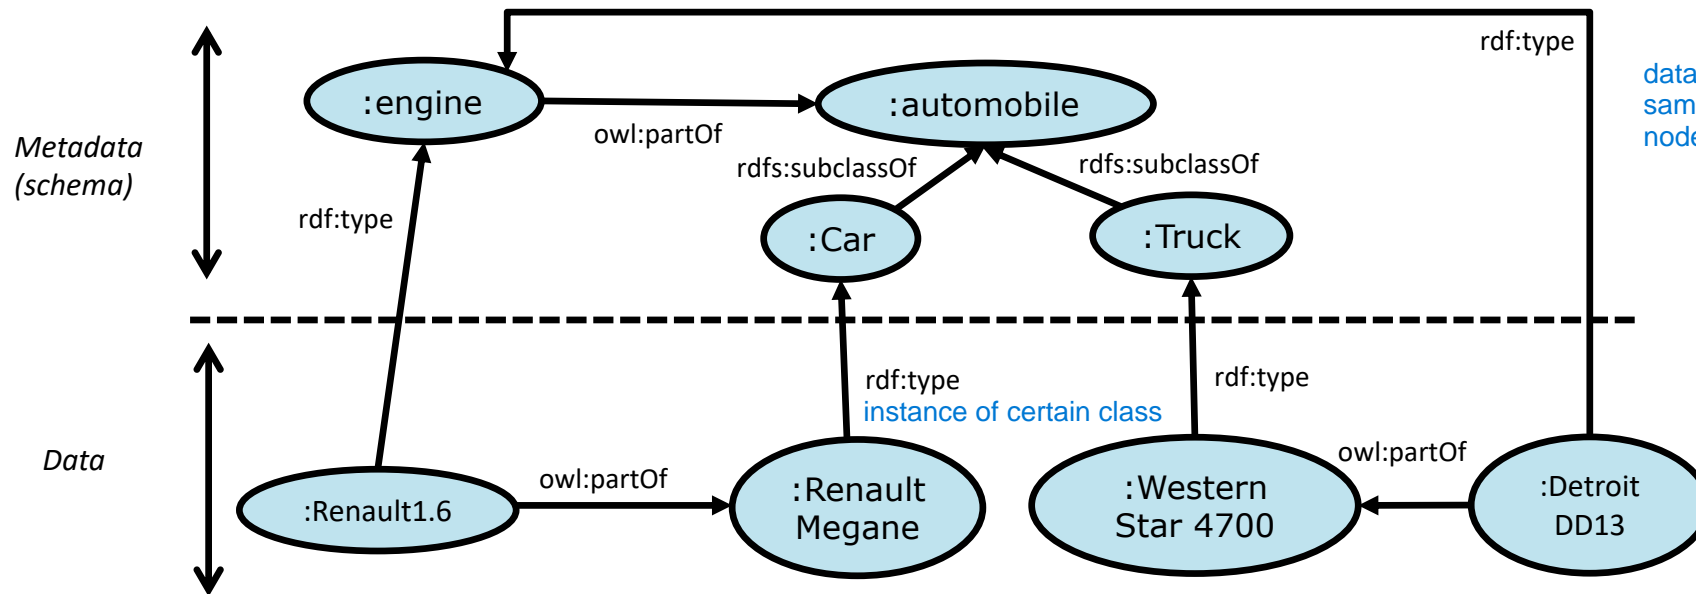 rdf:type
:engine
:automobile
data
owl:partOf
Metadata
(schema)
rdfs:subclassOf
rdfs:subclassOf
rdf:type
:Car
:Truck
rdf:type
instance of certain class
rdf:type
Data
owl:partOf
owl:partOf
:Renault1.6
:Renault
Megane
:Western
Star 4700
:Detroit
DD13